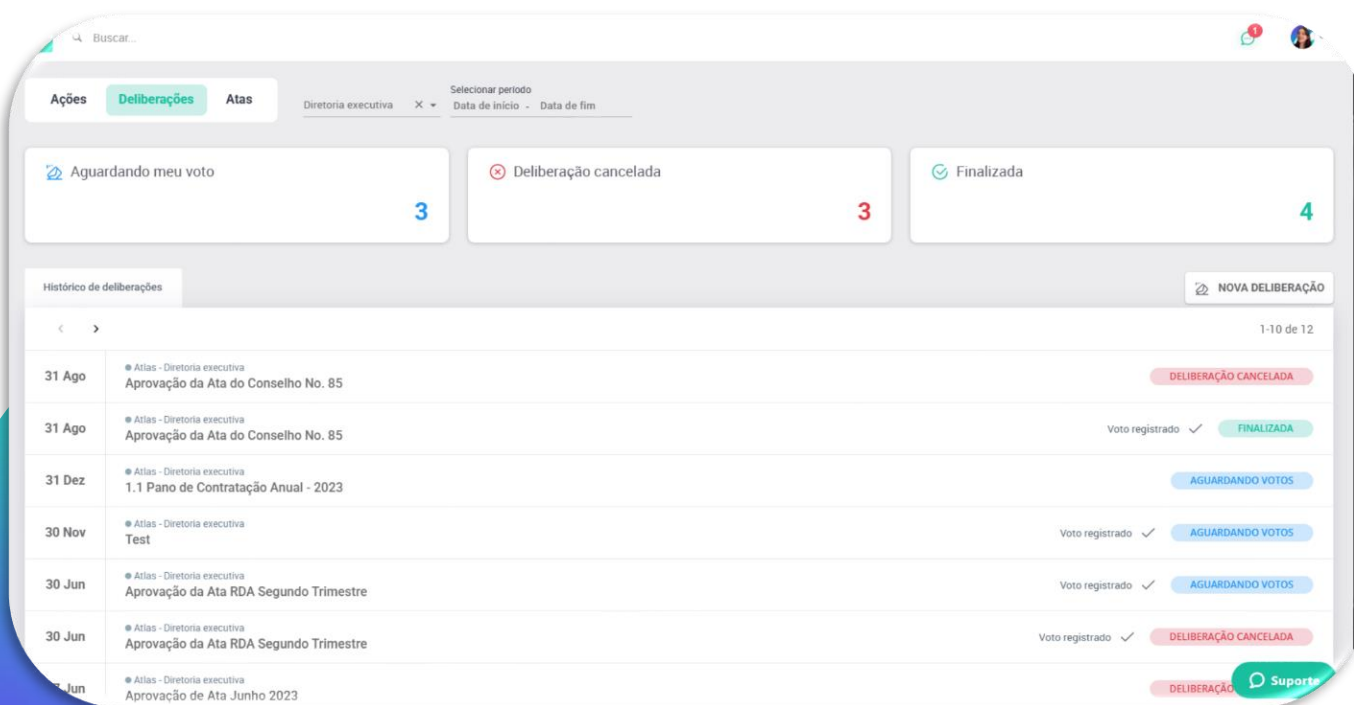 Buscar...
1
Ações Deliberações Atas
Diretoria executiva
Selecionar período
Data de início - Data de fim
Aguardando meu voto
3
Deliberação cancelada
3
Finalizada
4
Histórico de deliberações
NOVA DELIBERAÇÃO
1-10 de 12
31 Ago
Atlas - Diretoria executiva
Aprovação da Ata do Conselho No. 85
DELIBERAÇÃO CANCELADA
31 Ago
Atlas - Diretoria executiva
Aprovação da Ata do Conselho No. 85
Voto registrado
FINALIZADA
31 Dez
Atlas - Diretoria executiva
1.1 Pano de Contratação Anual - 2023
AGUARDANDO VOTOS
30 Nov
Atlas - Diretoria executiva
Test
Voto registrado
AGUARDANDO VOTOS
30 Jun
Atlas - Diretoria executiva
Aprovação da Ata RDA Segundo Trimestre
Voto registrado
AGUARDANDO VOTOS
30 Jun
Atlas - Diretoria executiva
Aprovação da Ata RDA Segundo Trimestre
Voto registrado
DELIBERAÇÃO CANCELADA
Jun
Atlas - Diretoria executiva
Aprovação de Ata Junho 2023
DELIBERAÇÃO
Suporte